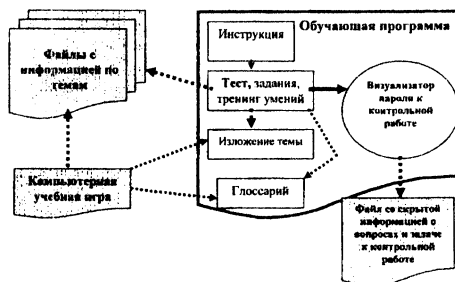 Обучающая программа
Файлы с
информацией по
темам
Инструкция
Тест, задания,
тренинг умений
Визуализатор
пароля к
контрольной
работе
Изложение темы
Компьютерная
учебная игра
Глоссарий
Файл со скрытой
информацией о
вопросах и задаче
к контрольной
работе